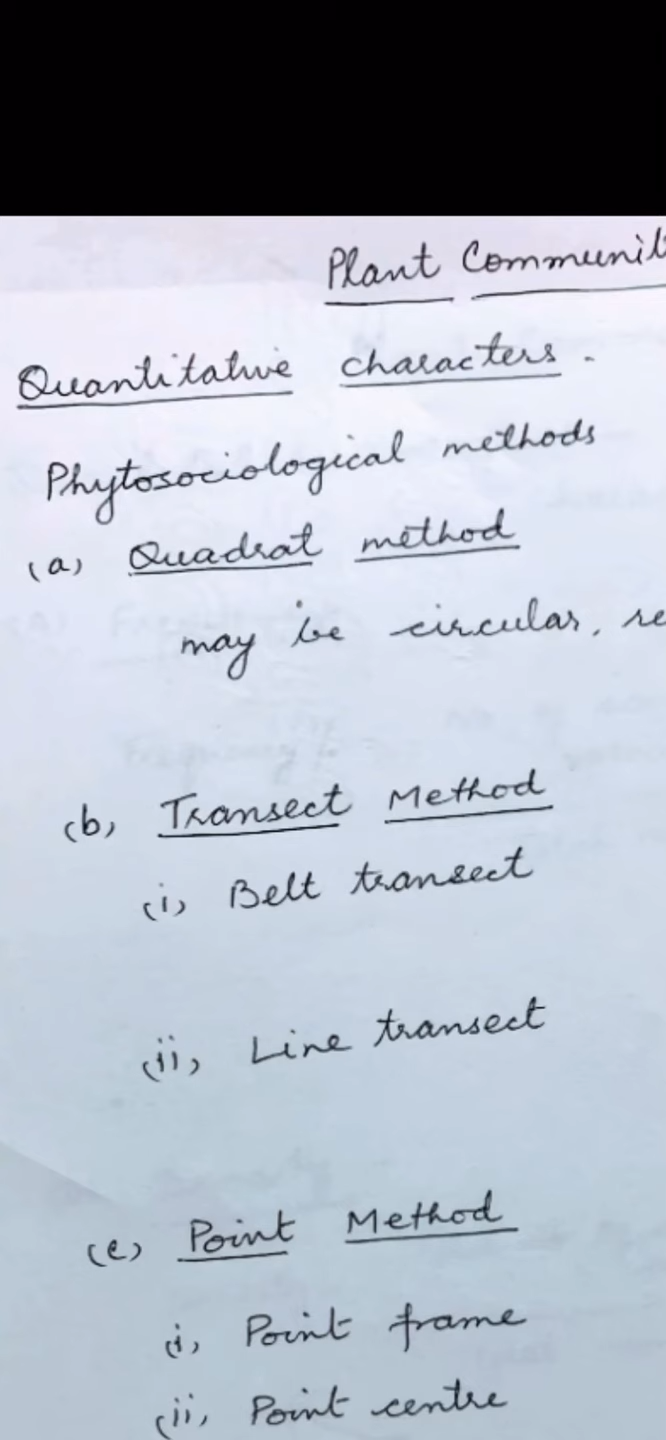 Plant Communit
Quantitative characters.
Phytosociological methods
(a) Quadrat method
may be circular, re
(b) Transect Method
(i) Belt transect
(ii) Line transect
(c) Point Method
(i) Point frame
(ii) Point centre